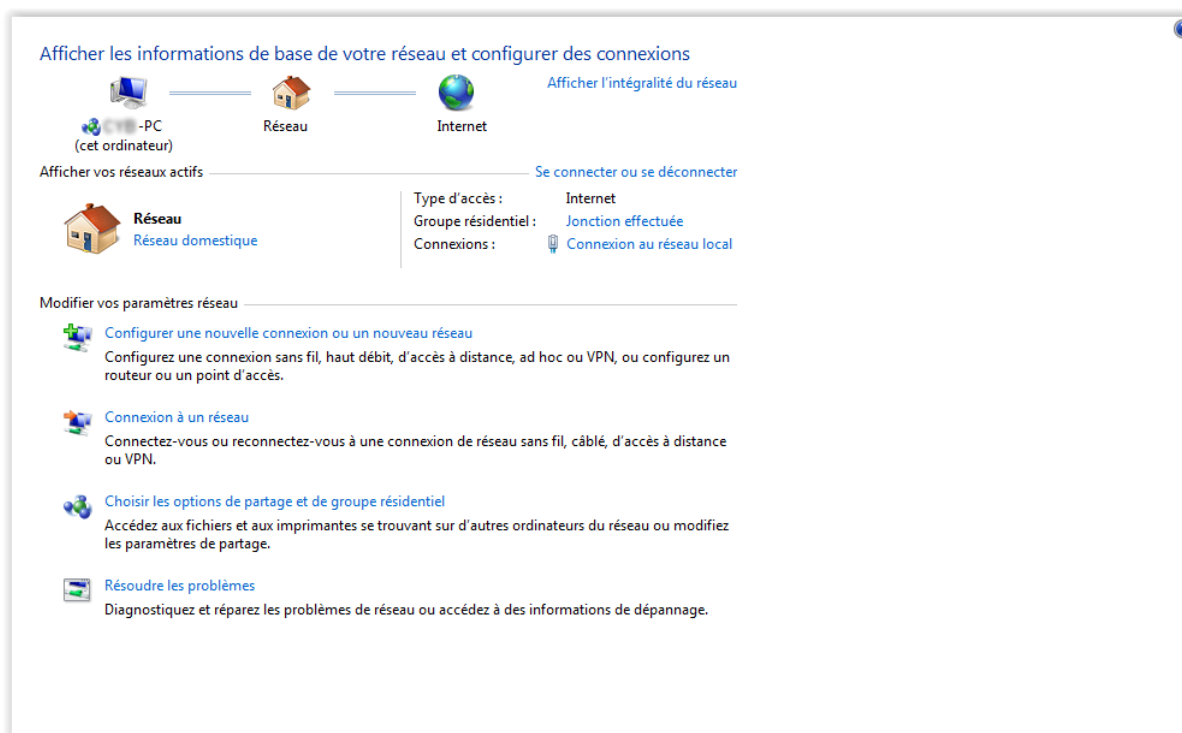 Afficher les informations de base de votre réseau et configurer des connexions
Afficher l'intégralité du réseau
-PC
(cet ordinateur)
Réseau
Internet
Afficher vos réseaux actifs
Se connecter ou se déconnecter
Réseau
Réseau domestique
Type d'accès : Internet
Groupe résidentiel : Jonction effectuée
Connexions : Connexion au réseau local
Modifier vos paramètres réseau
Configurer une nouvelle connexion ou un nouveau réseau
Configurez une connexion sans fil, haut débit, d'accès à distance, ad hoc ou VPN, ou configurez un
routeur ou un point d'accès.
Connexion à un réseau
Connectez-vous ou reconnectez-vous à une connexion de réseau sans fil, câblé, d'accès à distance
ou VPN.
Choisir les options de partage et de groupe résidentiel
Accédez aux fichiers et aux imprimantes se trouvant sur d'autres ordinateurs du réseau ou modifiez
les paramètres de partage.
Résoudre les problèmes
Diagnostiquez et réparez les problèmes de réseau ou accédez à des informations de dépannage.